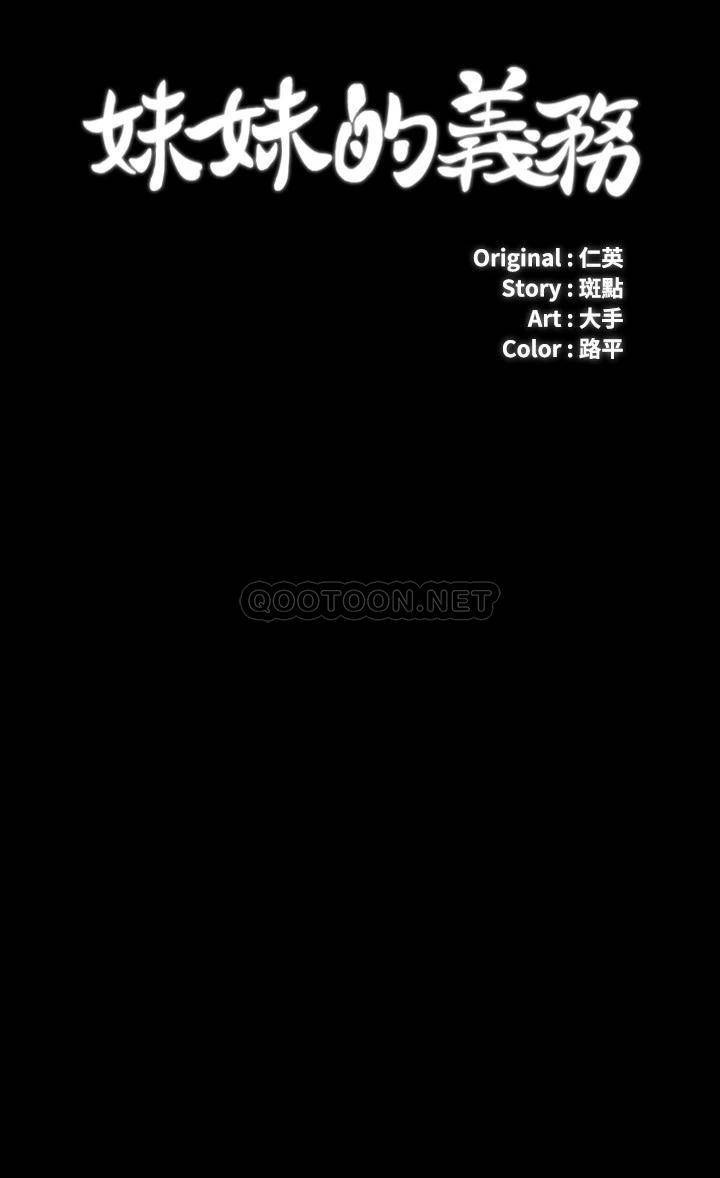 妹妹的義務
Original : 仁英
Story : 斑點
Art : 大手
Color : 路平
QOOTOON.NET